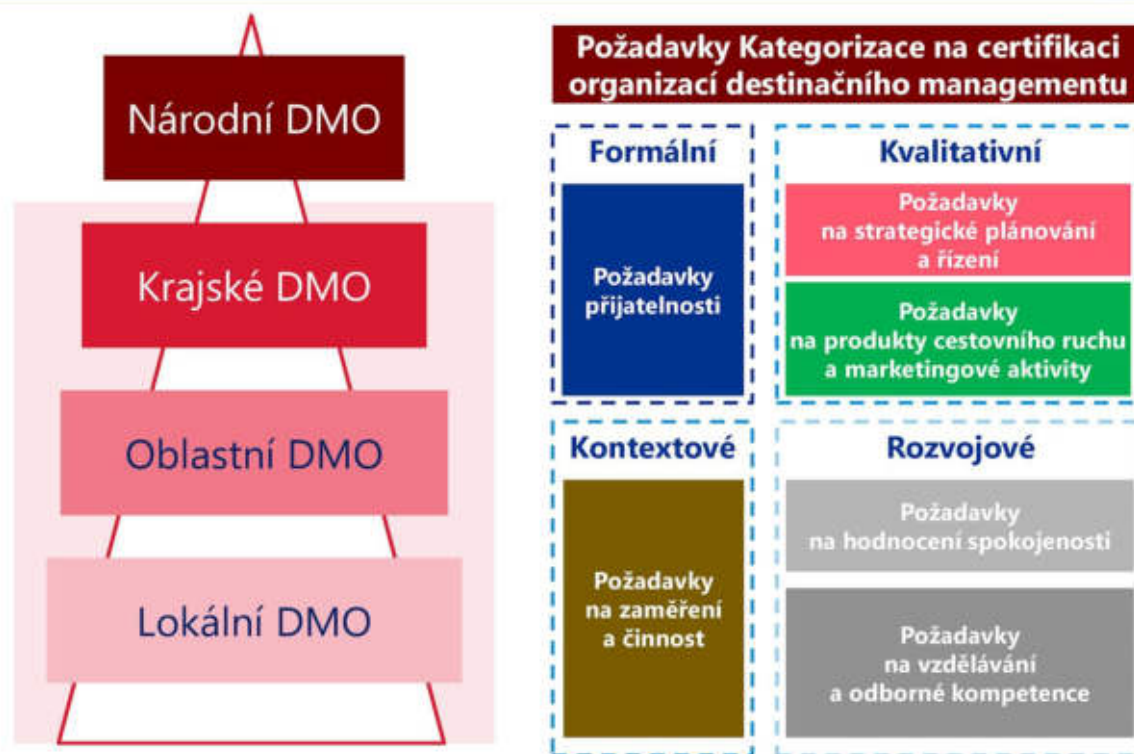 Národní DMO
Krajské DMO
Oblastní DMO
Lokální DMO
Požadavky Kategorizace na certifikaci
organizací destinačního managementu
Formální
Požadavky
přijatelnosti
Kvalitativní
Požadavky
na strategické plánování
a řízení
Požadavky
na produkty cestovního ruchu
a marketingové aktivity
Kontextové
Požadavky
na zaměření
a činnost
Rozvojové
Požadavky
na hodnocení spokojenosti
Požadavky
na vzdělávání
a odborné kompetence